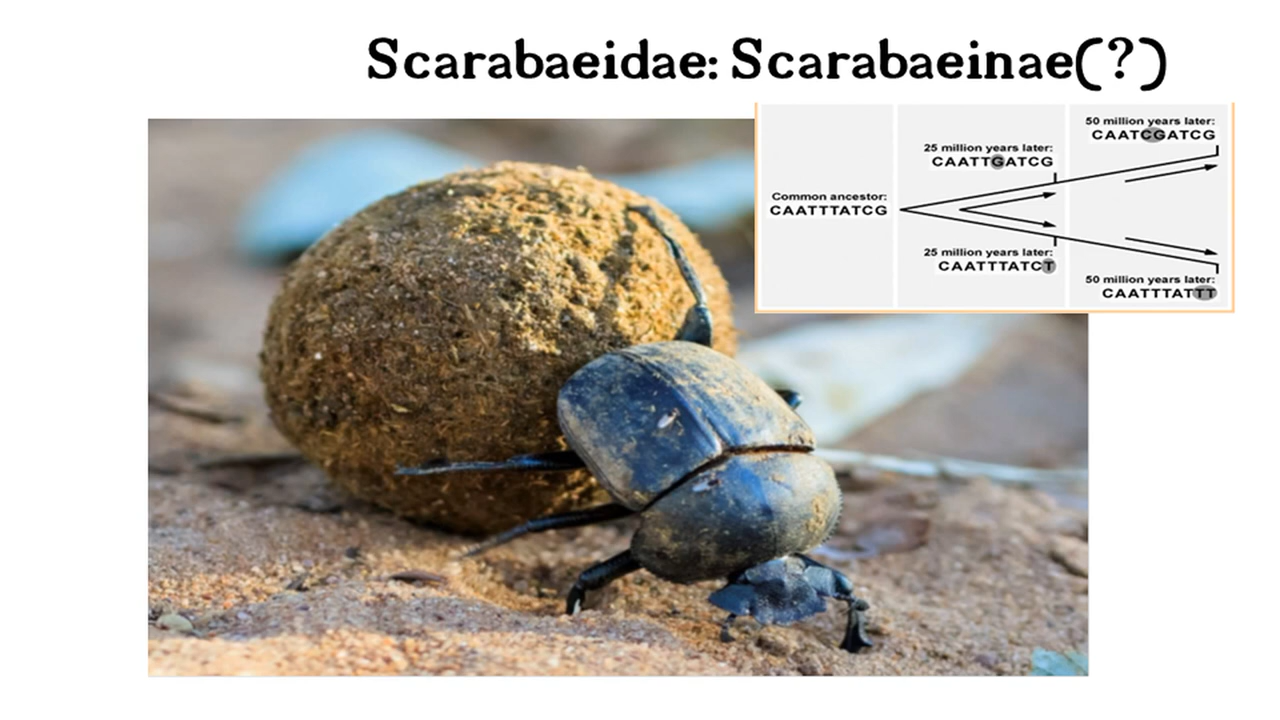 Scarabaeidae: Scarabaeinae(?)
50 million years later:
CAATCGATCG
25 million years later:
CAATTGATCG
Common ancestor:
CAATTTATCG
25 million years later:
CAATTTATCT
50 million years later:
CAATTTATTT